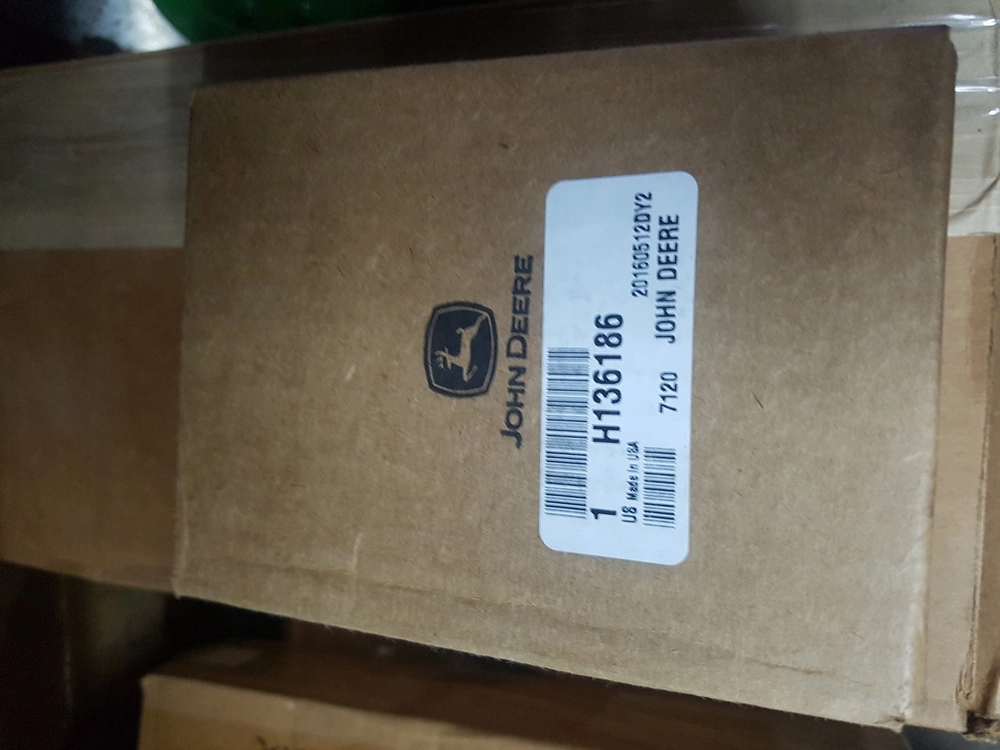 JOHN DEERE
1 H136186
US Made in USA 20160512DY2
7120 JOHN DEERE